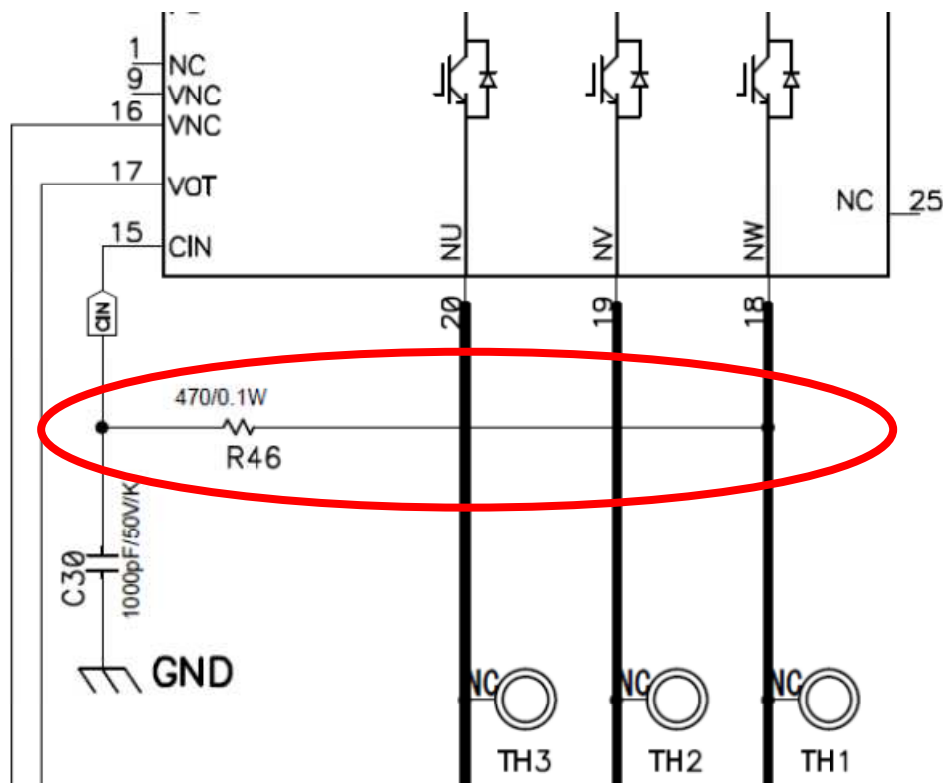 1
NC
9
VNC
16
VNC
17
VOT
15
CIN
NU
NV
NW
NC
25
CIN
20
19
18
470/0.1W
R46
C30
1000pF/50V/K
GND
NC
NC
NC
TH3
TH2
TH1